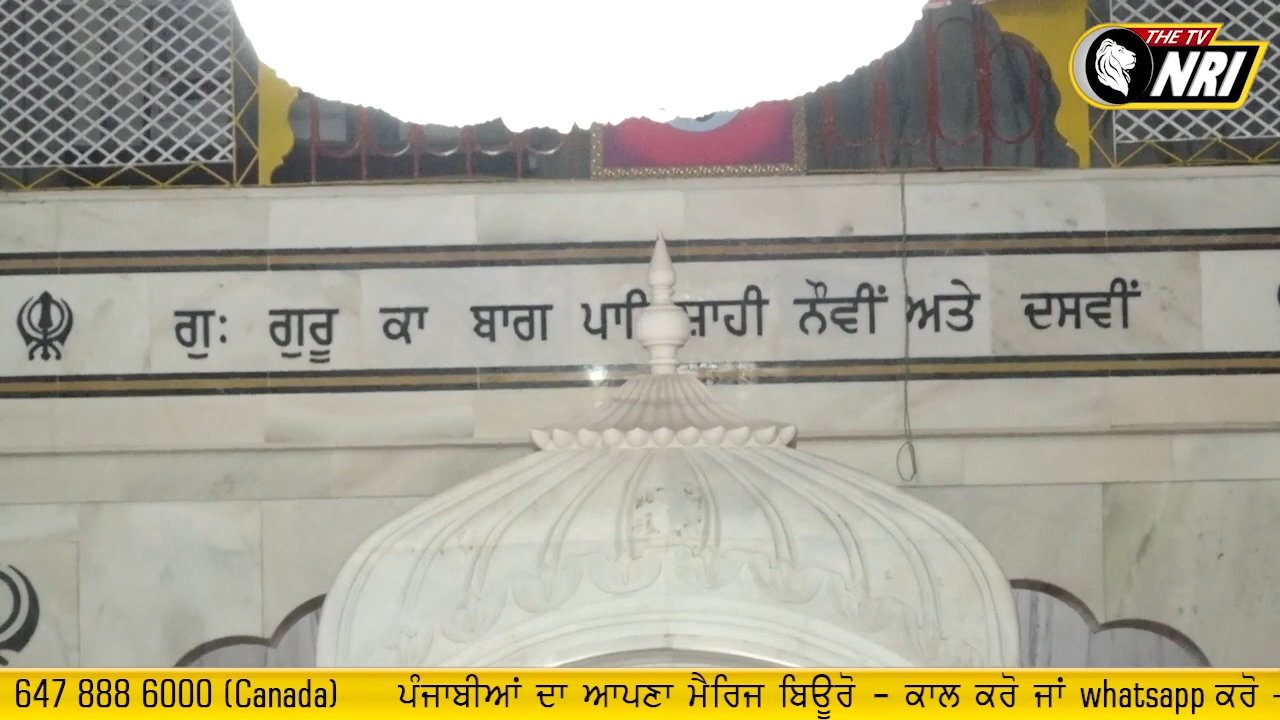 THE TV
NRI
ਗੁ: ਗੁਰੂ ਕਾ ਬਾਗ ਨੌਵੀਂ ਅਤੇ ਦਸਵੀਂ
647 888 6000 (Canada) ਪੰਜਾਬੀਆਂ ਦਾ ਆਪਣਾ ਮੈਰਿਜ ਬਿਊਰੋ - ਕਾਲ ਕਰੋ ਜਾਂ whatsapp ਕਰੋ -